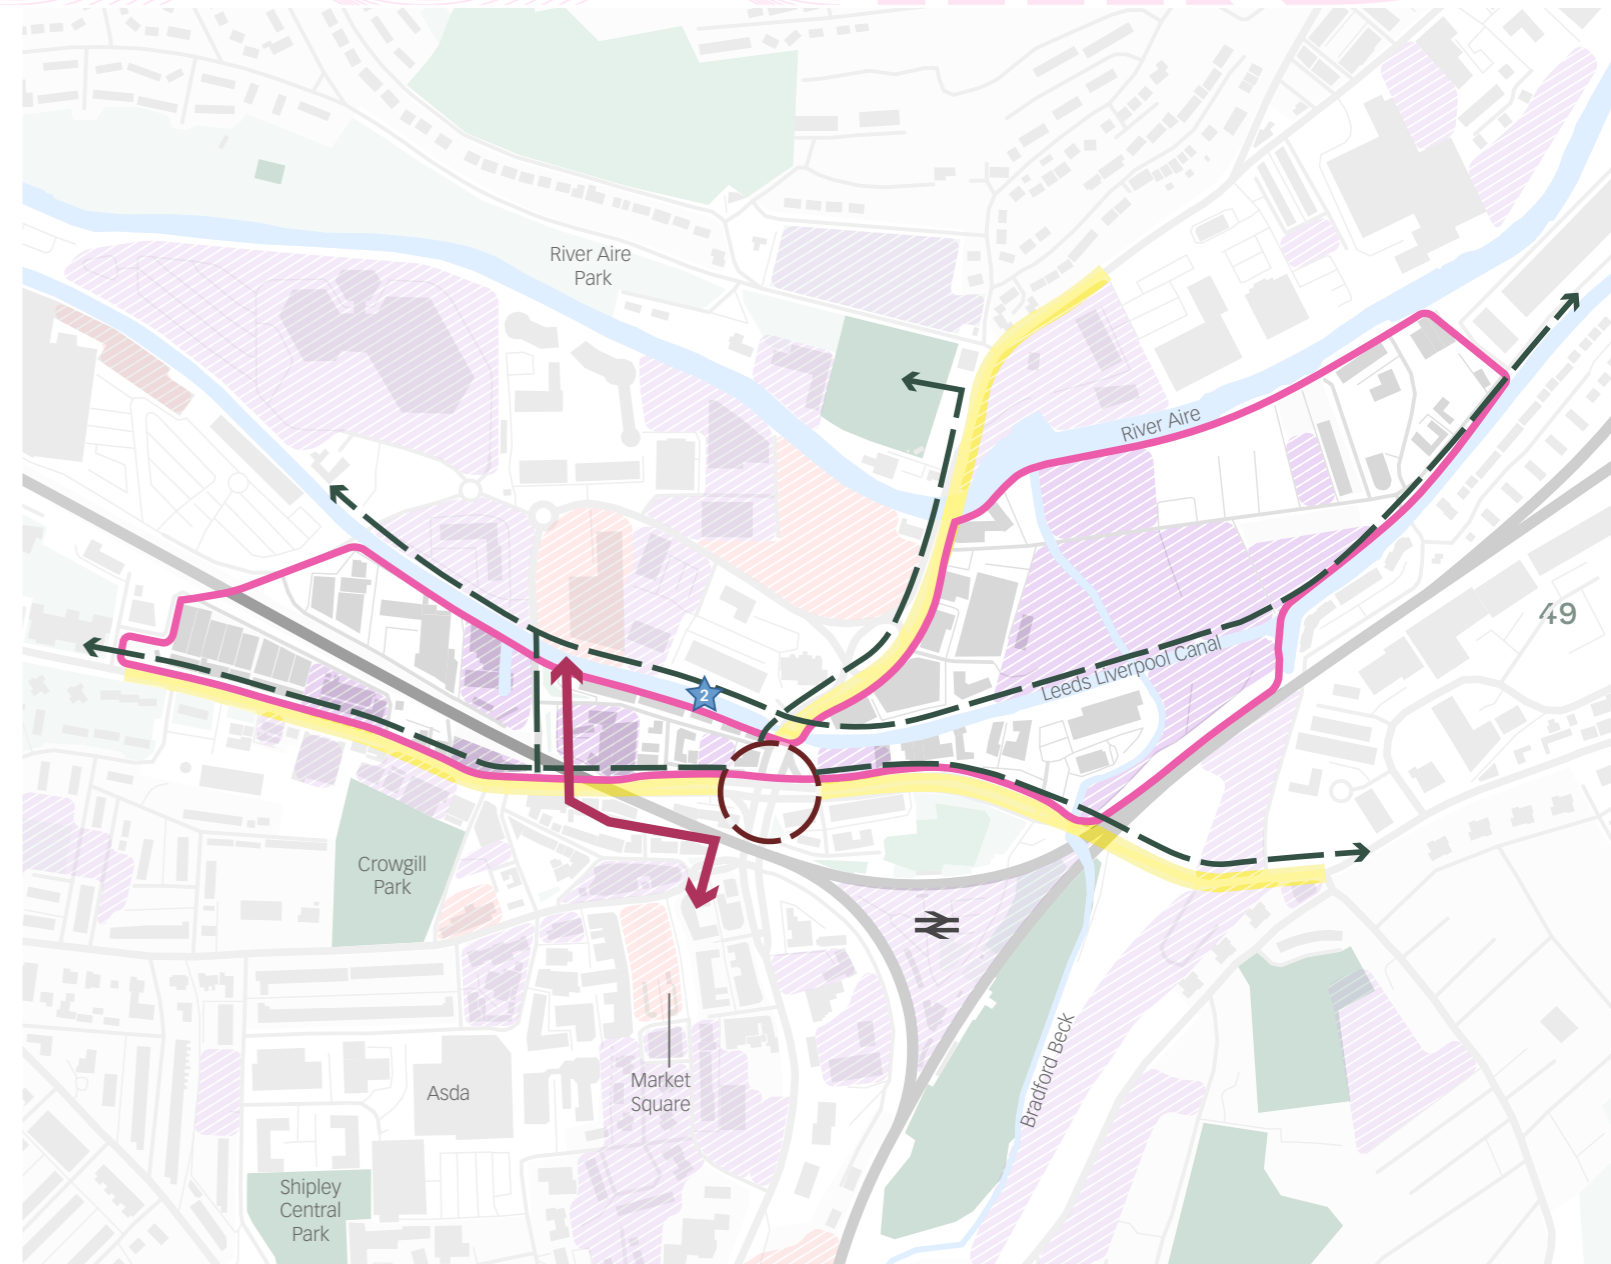 River Aire
Park
River Aire
49
Leeds Liverpool Canal
2
Crowgill
Park
Bradford Beck
Market
Square
Asda
Shipley
Central
Park